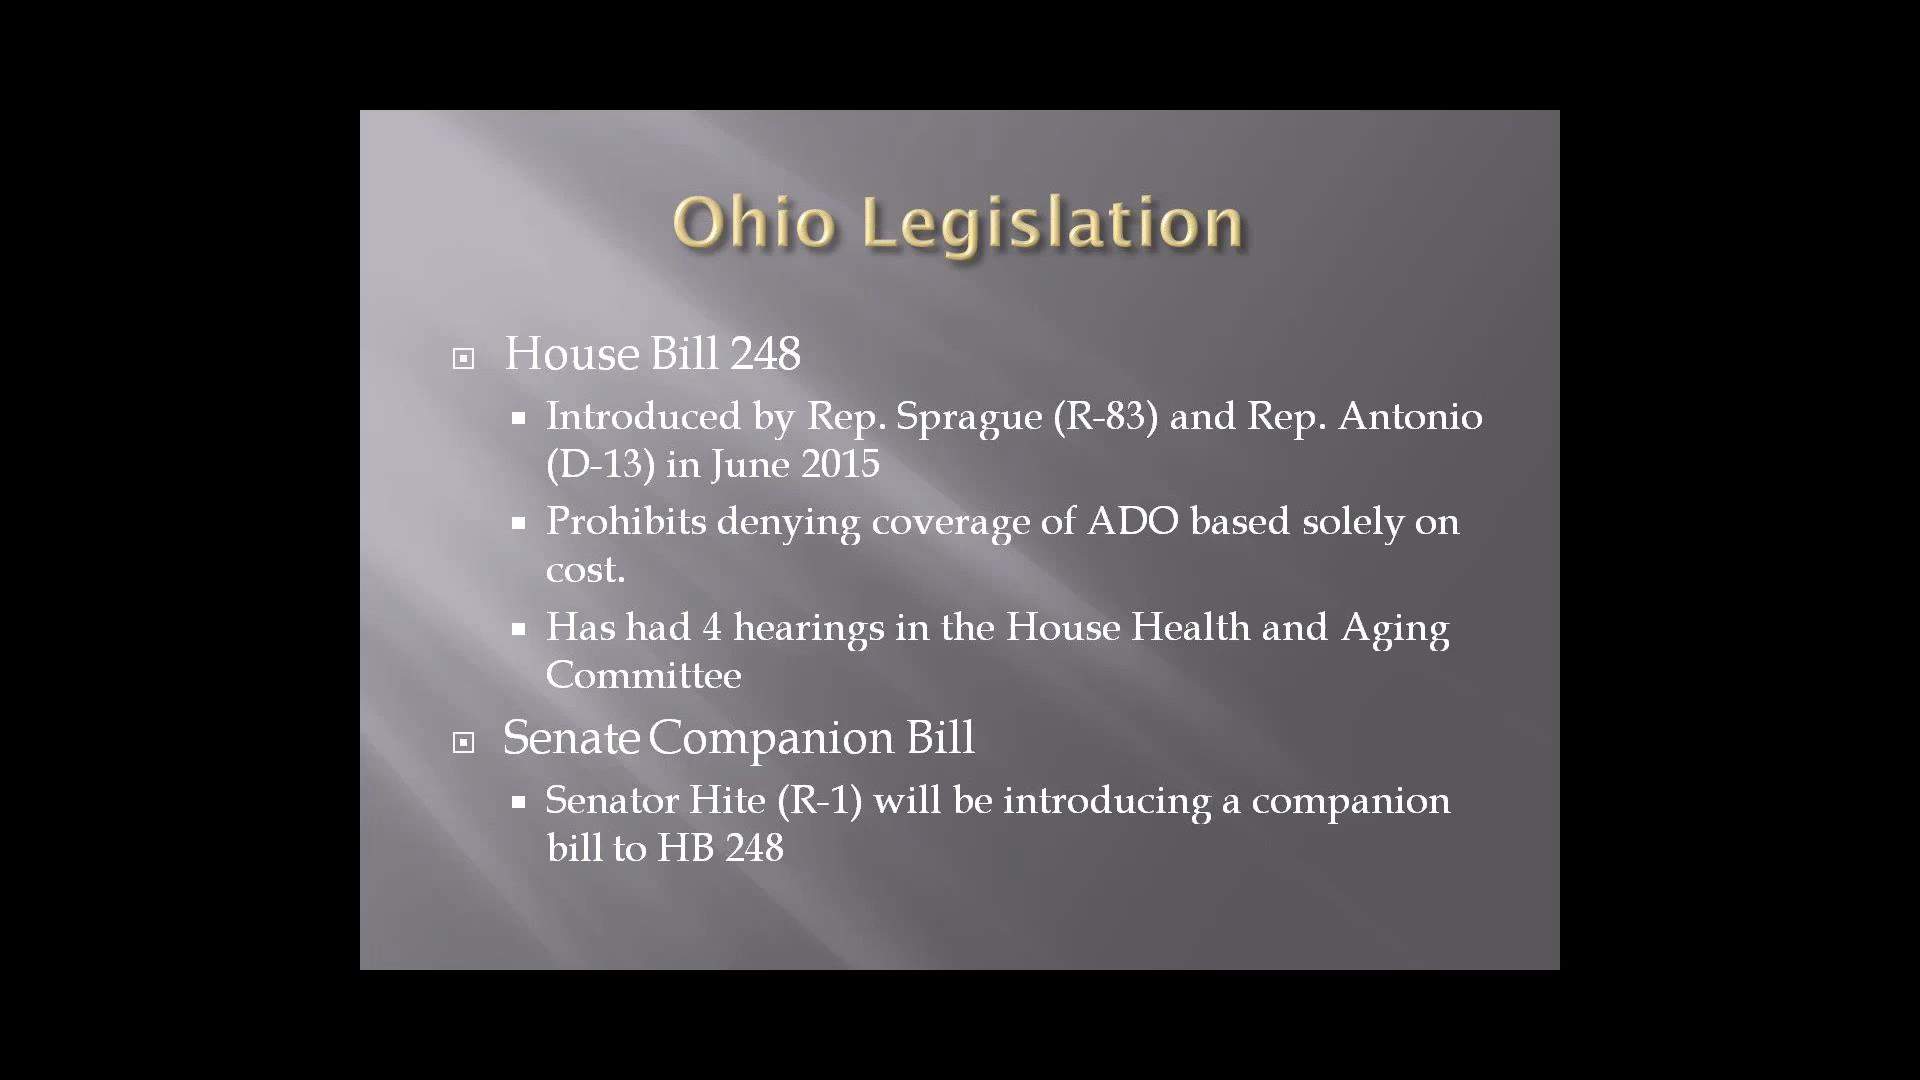 Ohio Legislation
House Bill 248
Introduced by Rep. Sprague (R-83) and Rep. Antonio
(D-13) in June 2015
Prohibits denying coverage of ADO based solely on
cost.
Has had 4 hearings in the House Health and Aging
Committee
Senate Companion Bill
Senator Hite (R-1) will be introducing a companion
bill to HB 248